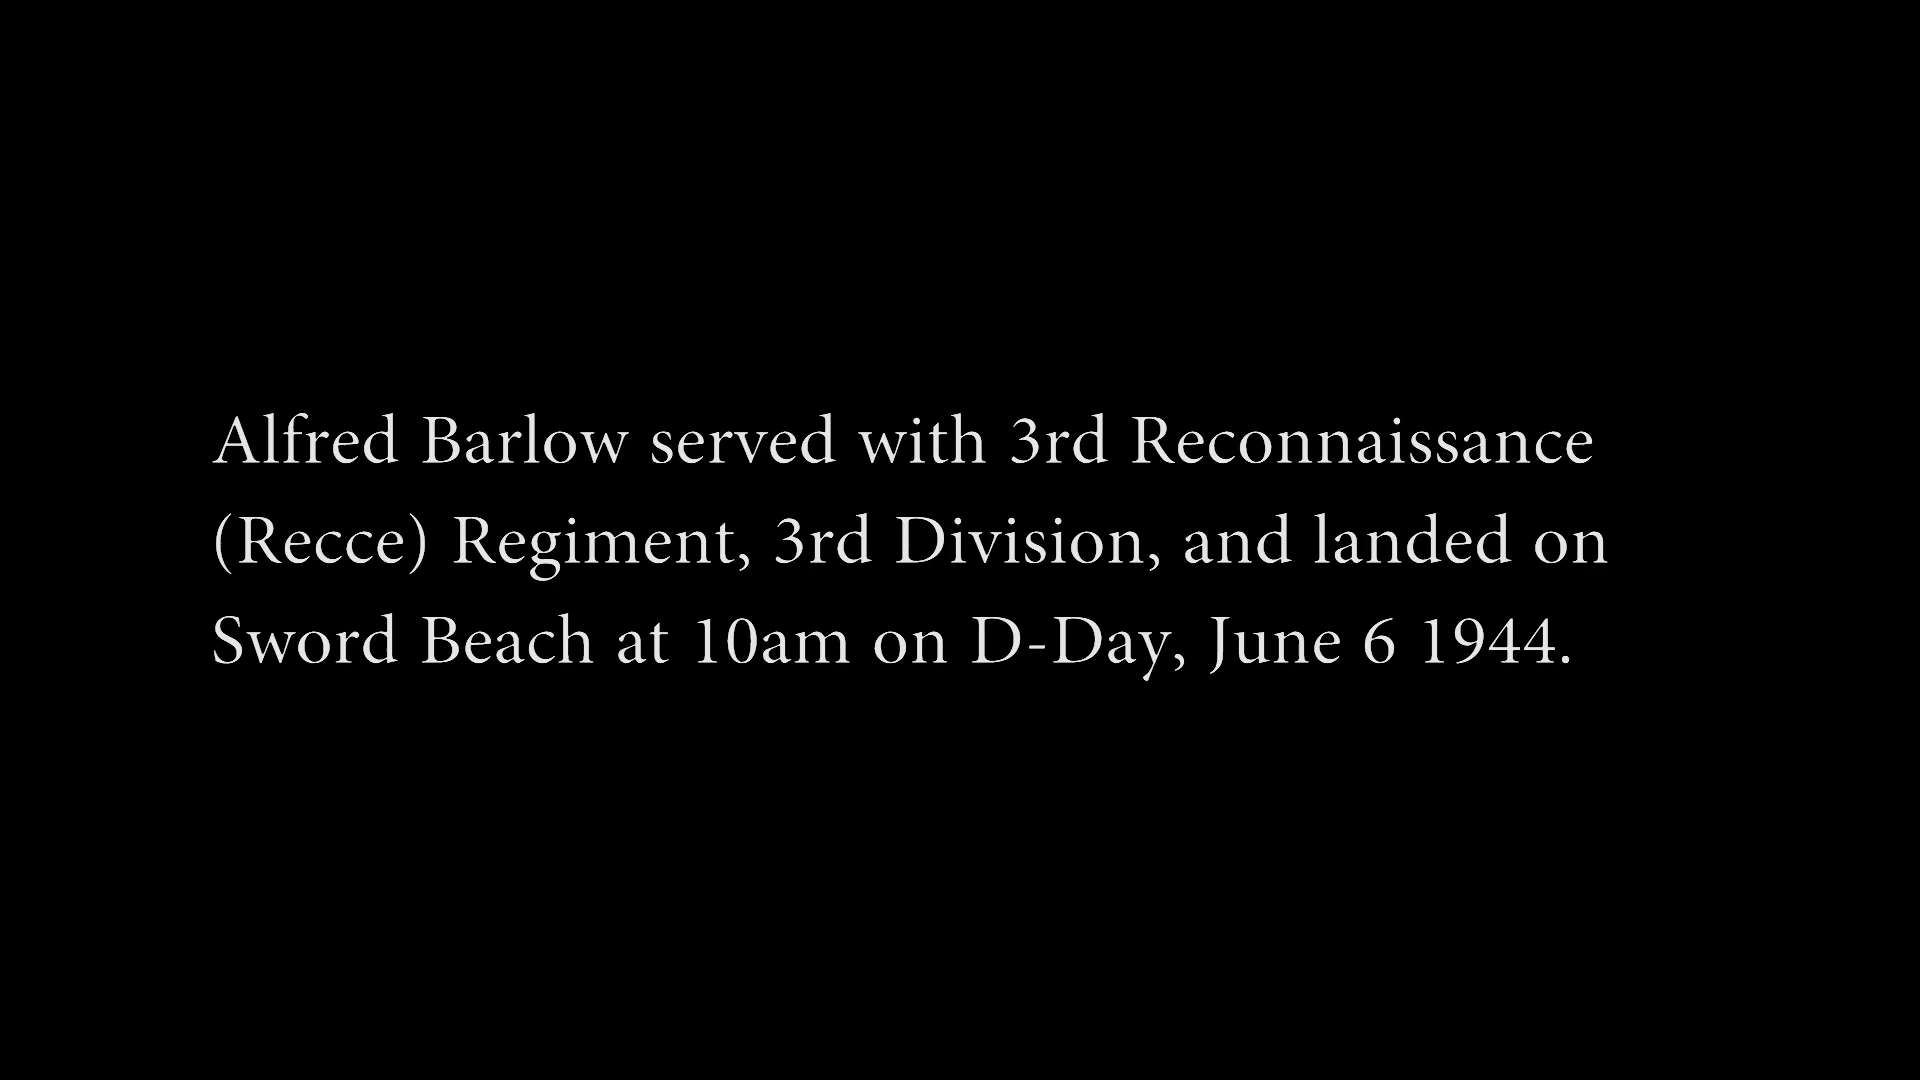 Alfred Barlow served with 3rd Reconnaissance
(Recce) Regiment, 3rd Division, and landed on
Sword Beach at 10am on D-Day, June 6 1944.